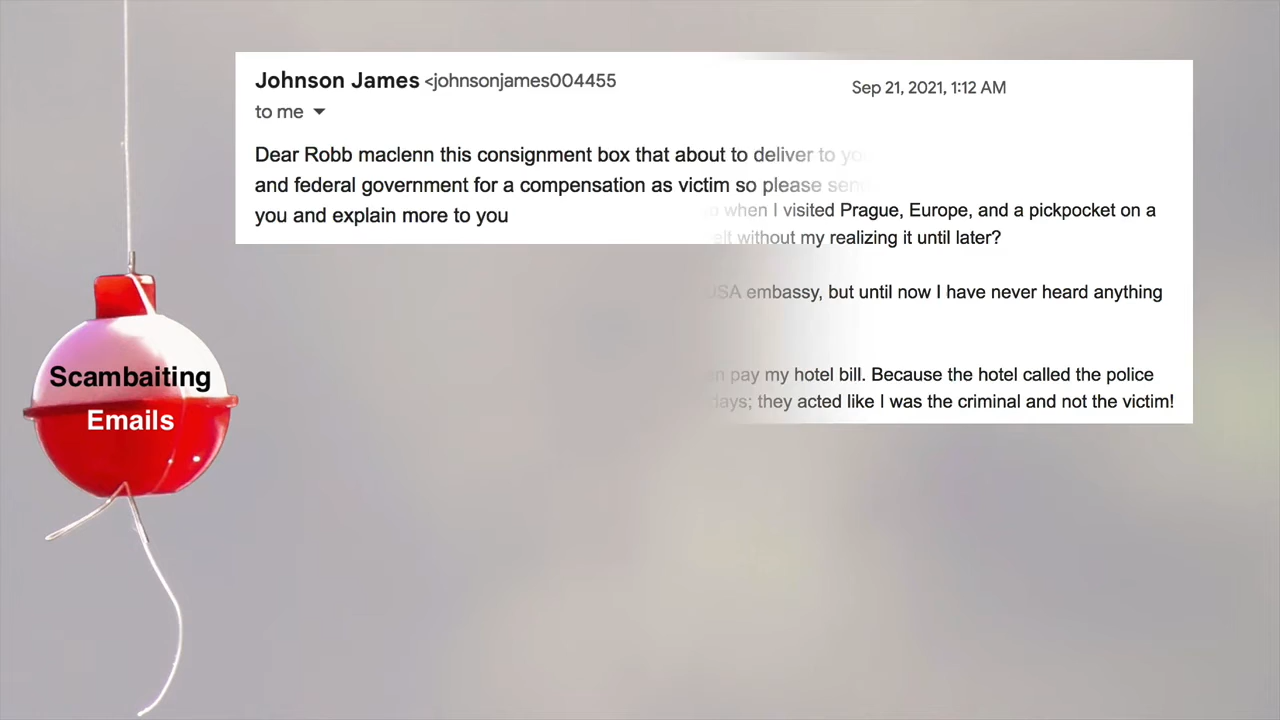 Johnson James <johnsonjames004455
Sep 21, 2021, 1:12 AM
to me
Dear Robb maclenn this consignment box that about to deliver to
and federal government for a compensation as victim so please
you and explain more to you
when I visited Prague, Europe, and a pickpocket on a
without my realizing it until later?
USA embassy, but until now I have never heard anything
pay my hotel bill. Because the hotel called the police
days; they acted like I was the criminal and not the victim!
Scambaiting
Emails